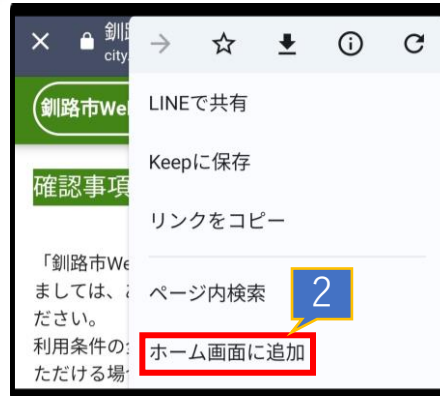 釧路
city.
釧路市We
確認事項
「釧路市We
ましては、
ださい。
利用条件の
ただける場
LINEで共有
Keepに保存
リンクをコピー
ページ内検索
2
ホーム画面に追加